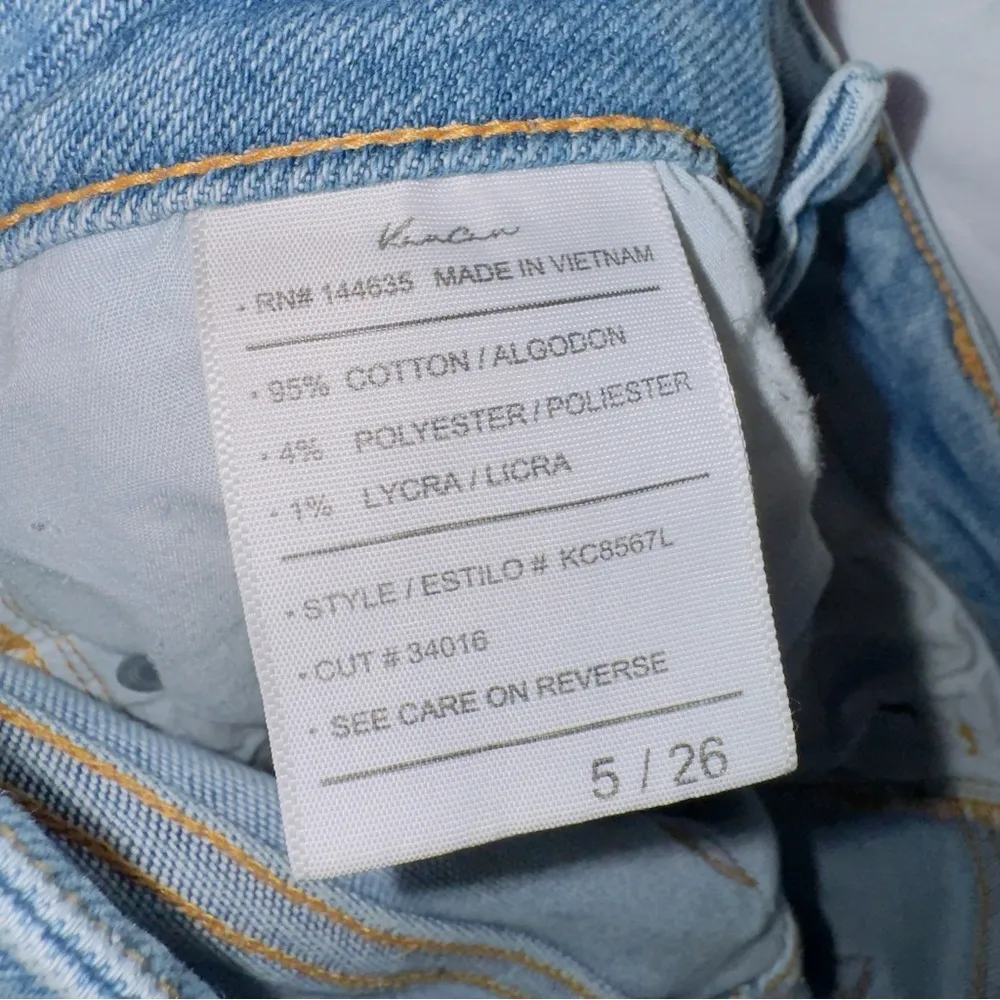 KanCan
· RN# 144635 MADE IN VIETNAM
· 95% COTTON / ALGODON
· 4% POLYESTER / POLIESTER
· 1% LYCRA / LICRA
· STYLE / ESTILO # KC8567L
· CUT # 34016
· SEE CARE ON REVERSE
5 / 26